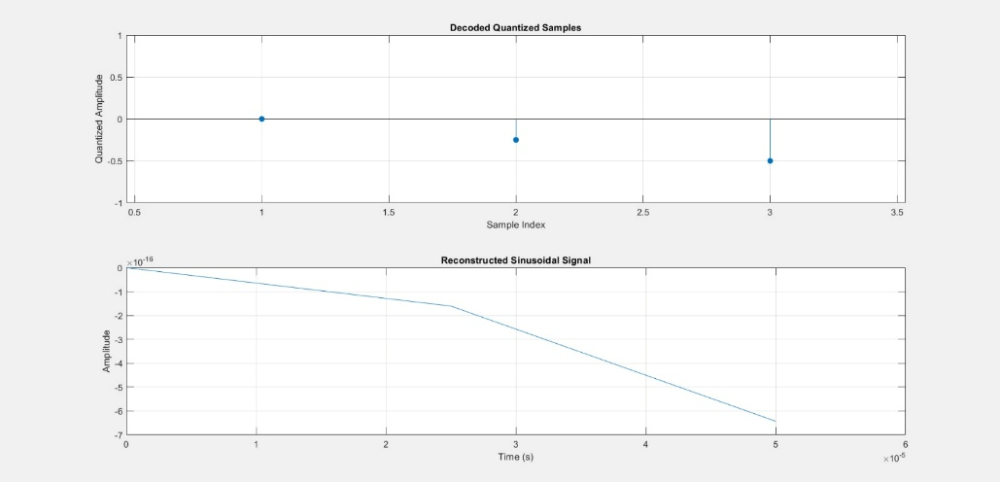 Decoded Quantized Samples
1
0.5
0
-0.5
-1
Quantized Amplitude
0.5 1 1.5 2 2.5 3 3.5
Sample Index
Reconstructed Sinusoidal Signal
×10-16
0
-1
-2
-3
-4
-5
-6
-7
Amplitude
0 1 2 3 4 5 6
Time (s)
×10-5